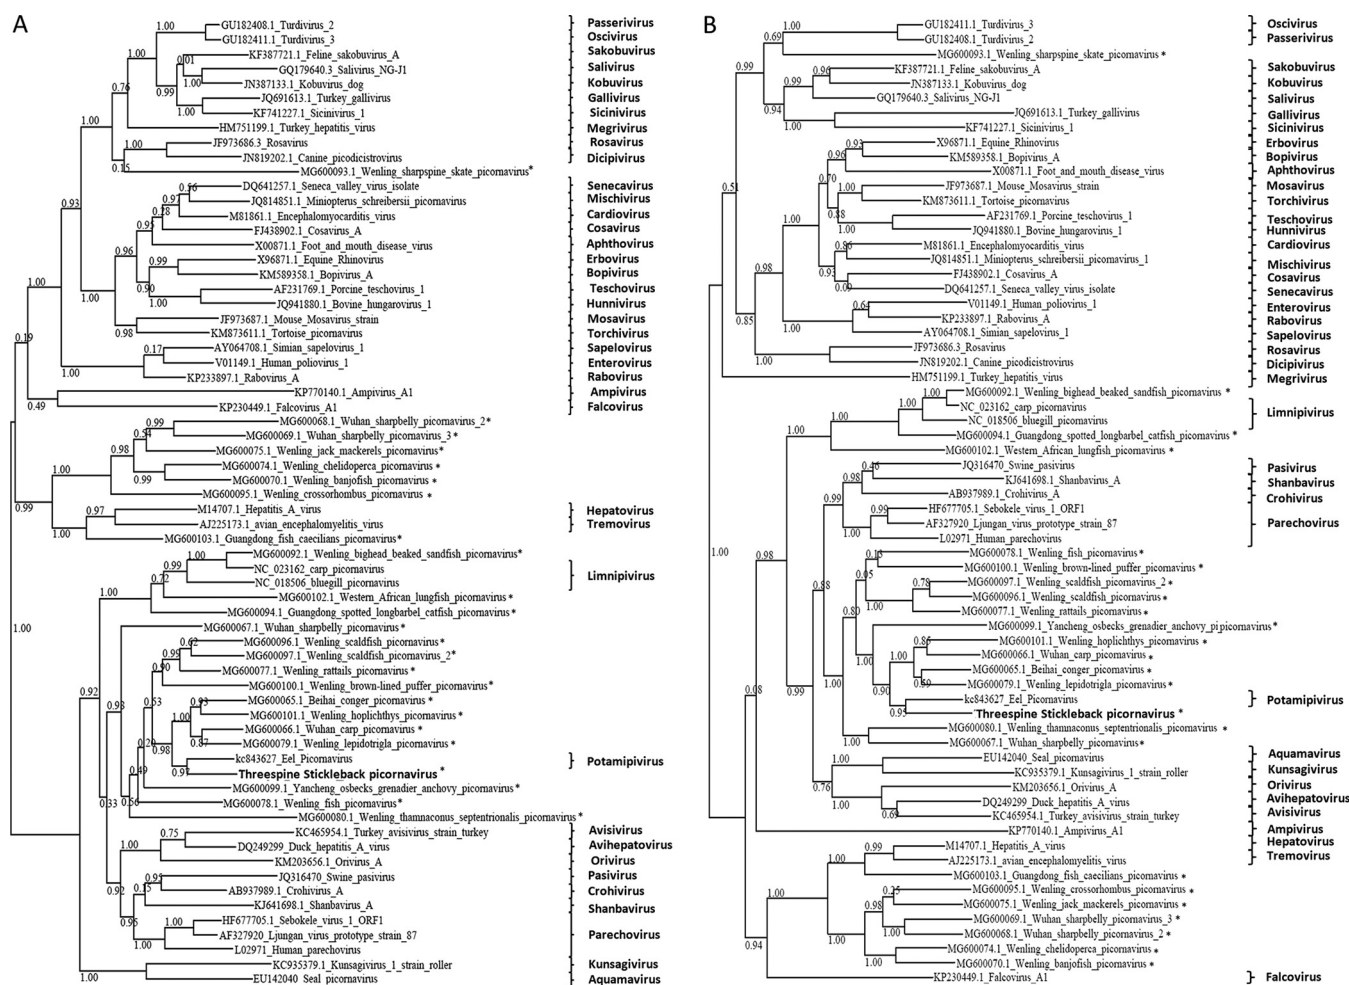 A
GU182408.1_Turdivirus_2 Passerivirus
GU182411.1_Turdivirus_3 Oscivirus
KF387721.1_Feline_sakobuvirus_A Sakobuvirus
GQ179640.3_Salivirus_NG-J1 Salivirus
JN387133.1_Kobuvirus_dog Kobuvirus
JQ691613.1_Turkey_gallivirus Gallivirus
KF741227.1_Sicinivirus_1 Sicinivirus
HM751199.1_Turkey_hepatitis_virus Megrivirus
JF973686.3_Rosavirus Rosavirus
JN819202.1_Canine_picodicistrovirus Dicipivirus
MG600093.1_Wenling_sharpspine_skate_picornavirus*
DQ641257.1_Seneca_valley_virus_isolate Senecavirus
JQ814851.1_Miniopterus_schreibersii_picornavirus Mischivirus
M81861.1_Encephalomyocarditis_virus Cardiovirus
FJ438902.1_Cosavirus_A Cosavirus
X00871.1_Foot_and_mouth_disease_virus Aphthovirus
X96871.1_Equine_Rhinovirus Erbovirus
KM589358.1_Bopivirus_A Bopivirus
AF231769.1_Porcine_teschovirus_1 Teschovirus
JQ941880.1_Bovine_hungarovirus_1 Hunnivirus
JF973687.1_Mouse_Mosavirus_strain Mosavirus
KM873611.1_Tortoise_picornavirus Torchivirus
AY064708.1_Simian_sapelovirus_1 Sapelovirus
V01149.1_Human_poliovirus_1 Enterovirus
KP233897.1_Rabovirus_A Rabovirus
KP770140.1_Ampivirus_A1 Ampivirus
KP230449.1_Falcovirus_A1 Falcovirus
MG600068.1_Wuhan_sharpbelly_picornavirus_2*
MG600069.1_Wuhan_sharpbelly_picornavirus_3*
MG600075.1_Wenling_jack_mackerels_picornavirus*
MG600074.1_Wenling_chelidoperca_picornavirus*
MG600070.1_Wenling_banjofish_picornavirus*
MG600095.1_Wenling_crossorhombus_picornavirus*
M14707.1_Hepatitis_A_virus Hepatovirus
AJ225173.1_avian_encephalomyelitis_virus Tremovirus
MG600103.1_Guangdong_fish_caecilians_picornavirus*
MG600092.1_Wenling_bighead_beaked_sandfish_picornavirus*
NC_023162_carp_picornavirus Limnipivirus
NC_018506_bluegill_picornavirus
MG600102.1_Western_African_lungfish_picornavirus*
MG600094.1_Guangdong_spotted_longbarbel_catfish_picornavirus*
MG600067.1_Wuhan_sharpbelly_picornavirus*
MG600096.1_Wenling_scaldfish_picornavirus*
MG600097.1_Wenling_scaldfish_picornavirus_2*
MG600077.1_Wenling_rattails_picornavirus*
MG600100.1_Wenling_brown-lined_puffer_picornavirus*
MG600065.1_Beihai_conger_picornavirus*
MG600101.1_Wenling_hoplichthys_picornavirus*
MG600066.1_Wuhan_carp_picornavirus*
MG600079.1_Wenling_lepidotrigla_picornavirus*
kc843627_Eel_Picornavirus Potamipivirus
Threespine Stickleback picornavirus*
MG600099.1_Yancheng_osbecks_grenadier_anchovy_picornavirus*
MG600078.1_Wenling_fish_picornavirus*
MG600080.1_Wenling_thamnaconus_septentrionalis_picornavirus*
KC465954.1_Turkey_avisivirus_strain_turkey Avisivirus
DQ249299_Duck_hepatitis_A_virus Avihepatovirus
KM203656.1_Orivirus_A Orivirus
JQ316470_Swine_pasivirus Pasivirus
AB937989.1_Crohivirus_A Crohivirus
KJ641698.1_Shanbavirus_A Shanbavirus
HF677705.1_Sebokele_virus_1_ORF1
AF327920_Ljungan_virus_prototype_strain_87 Parechovirus
L02971_Human_parechovirus
KC935379.1_Kunsagivirus_1_strain_roller Kunsagivirus
EU142040_Seal_picornavirus Aquamavirus
B
GU182411.1_Turdivirus_3 Oscivirus
GU182408.1_Turdivirus_2 Passerivirus
MG600093.1_Wenling_sharpspine_skate_picornavirus*
KF387721.1_Feline_sakobuvirus_A Sakobuvirus
JN387133.1_Kobuvirus_dog Kobuvirus
GQ179640.3_Salivirus_NG-J1 Salivirus
JQ691613.1_Turkey_gallivirus Gallivirus
KF741227.1_Sicinivirus_1 Sicinivirus
X96871.1_Equine_Rhinovirus Erbovirus
KM589358.1_Bopivirus_A Bopivirus
X00871.1_Foot_and_mouth_disease_virus Aphthovirus
JF973687.1_Mouse_Mosavirus_strain Mosavirus
KM873611.1_Tortoise_picornavirus Torchivirus
AF231769.1_Porcine_teschovirus_1 Teschovirus
JQ941880.1_Bovine_hungarovirus_1 Hunnivirus
M81861.1_Encephalomyocarditis_virus Cardiovirus
JQ814851.1_Miniopterus_schreibersii_picornavirus_1 Mischivirus
FJ438902.1_Cosavirus_A Cosavirus
DQ641257.1_Seneca_valley_virus_isolate Senecavirus
V01149.1_Human_poliovirus_1 Enterovirus
KP233897.1_Rabovirus_A Rabovirus
AY064708.1_Simian_sapelovirus_1 Sapelovirus
JF973686.3_Rosavirus Rosavirus
JN819202.1_Canine_picodicistrovirus Dicipivirus
HM751199.1_Turkey_hepatitis_virus Megrivirus
MG600092.1_Wenling_bighead_beaked_sandfish_picornavirus*
NC_023162_carp_picornavirus Limnipivirus
NC_018506_bluegill_picornavirus
MG600094.1_Guangdong_spotted_longbarbel_catfish_picornavirus*
MG600102.1_Western_African_lungfish_picornavirus*
JQ316470_Swine_pasivirus Pasivirus
KJ641698.1_Shanbavirus_A Shanbavirus
AB937989.1_Crohivirus_A Crohivirus
HF677705.1_Sebokele_virus_1_ORF1
AF327920_Ljungan_virus_prototype_strain_87 Parechovirus
L02971_Human_parechovirus
MG600078.1_Wenling_fish_picornavirus*
MG600100.1_Wenling_brown-lined_puffer_picornavirus*
MG600097.1_Wenling_scaldfish_picornavirus_2*
MG600096.1_Wenling_scaldfish_picornavirus*
MG600077.1_Wenling_rattails_picornavirus*
MG600099.1_Yancheng_osbecks_grenadier_anchovy_pipicornavirus*
MG600101.1_Wenling_hoplichthys_picornavirus*
MG600066.1_Wuhan_carp_picornavirus*
MG600065.1_Beihai_conger_picornavirus*
MG600079.1_Wenling_lepidotrigla_picornavirus*
kc843627_Eel_Picornavirus Potamipivirus
Threespine Stickleback picornavirus*
MG600080.1_Wenling_thamnaconus_septentrionalis_picornavirus*
MG600067.1_Wuhan_sharpbelly_picornavirus*
EU142040_Seal_picornavirus Aquamavirus
KC935379.1_Kunsagivirus_1_strain_roller Kunsagivirus
KM203656.1_Orivirus_A Orivirus
DQ249299_Duck_hepatitis_A_virus Avihepatovirus
KC465954.1_Turkey_avisivirus_strain_turkey Avisivirus
KP770140.1_Ampivirus_A1 Ampivirus
M14707.1_Hepatitis_A_virus Hepatovirus
AJ225173.1_avian_encephalomyelitis_virus Tremovirus
MG600103.1_Guangdong_fish_caecilians_picornavirus*
MG600095.1_Wenling_crossorhombus_picornavirus*
MG600075.1_Wenling_jack_mackerels_picornavirus*
MG600069.1_Wuhan_sharpbelly_picornavirus_3*
MG600068.1_Wuhan_sharpbelly_picornavirus_2*
MG600074.1_Wenling_chelidoperca_picornavirus*
MG600070.1_Wenling_banjofish_picornavirus*
KP230449.1_Falcovirus_A1 Falcovirus